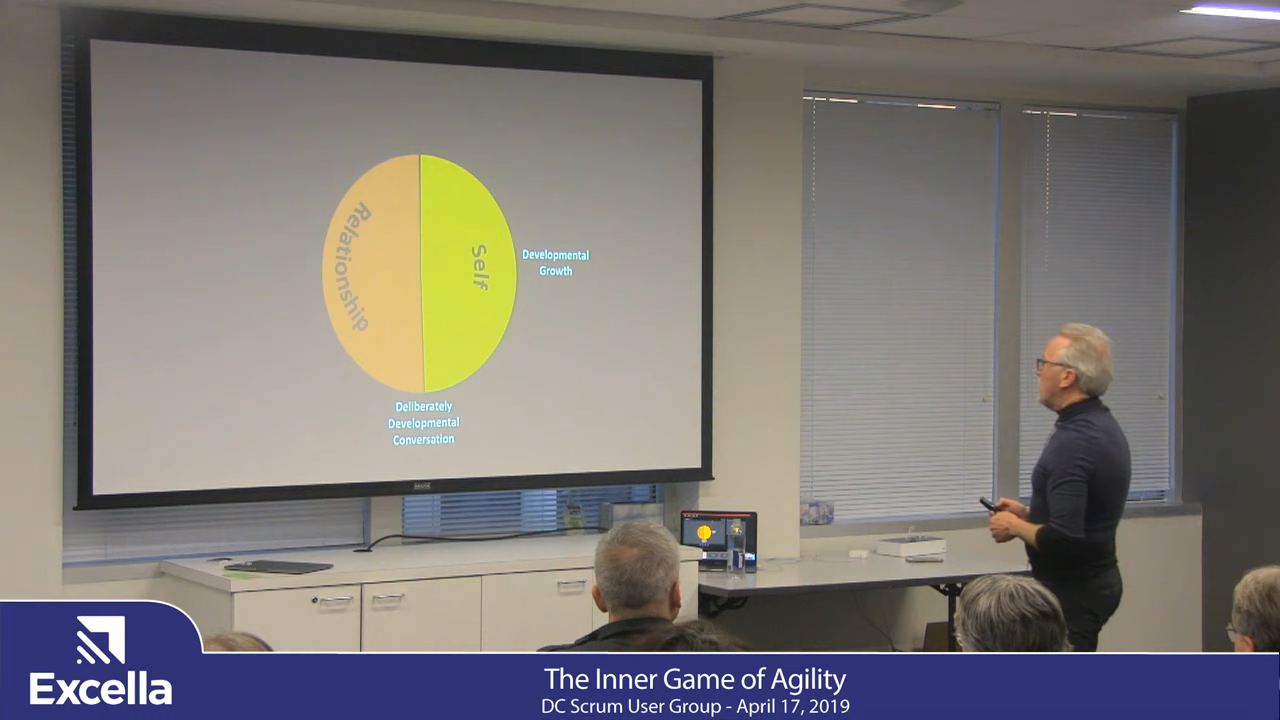 Relationship
Self
Developmental
Growth
Deliberately
Developmental
Conversation
Excella
The Inner Game of Agility
DC Scrum User Group - April 17, 2019